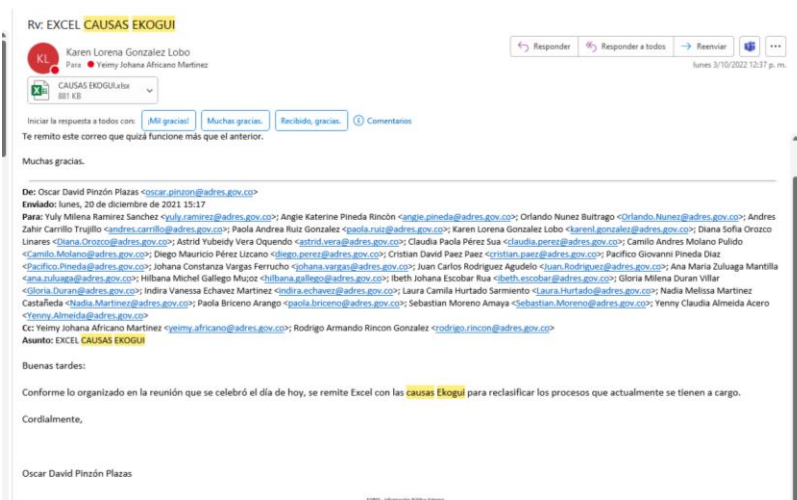 Rv: EXCEL CAUSAS EKOGUI
KL
Karen Lorena Gonzalez Lobo
Para Yeimy Johana Africano Martinez
Responder
Responder a todos
Reenviar
lunes 3/10/2022 12:37 p. m.
CAUSAS EKOGUI.xlsx
881 KB
Iniciar la respuesta a todos con: ¡Mil gracias! Muchas gracias. Recibido, gracias. Comentarios
Te remito este correo que quizá funcione más que el anterior.
Muchas gracias.
De: Oscar David Pinzón Plazas <oscar.pinzon@adres.gov.co>
Enviado: lunes, 20 de diciembre de 2021 15:17
Para: Yuly Milena Ramirez Sanchez <yuly.ramirez@adres.gov.co>; Angie Katerine Pineda Rincòn <angie.pineda@adres.gov.co>; Orlando Nunez Buitrago <Orlando.Nunez@adres.gov.co>; Andres
Zahir Carrillo Trujillo <andres.carrillo@adres.gov.co>; Paola Andrea Ruiz Gonzalez <paola.ruiz@adres.gov.co>; Karen Lorena Gonzalez Lobo <karenl.gonzalez@adres.gov.co>; Diana Sofia Orozco
Linares <Diana.Orozco@adres.gov.co>; Astrid Yubeidy Vera Oquendo <astrid.vera@adres.gov.co>; Claudia Paola Pérez Sua <claudia.perez@adres.gov.co>; Camilo Andres Molano Pulido
<Camilo.Molano@adres.gov.co>; Diego Mauricio Pérez Lizcano <diego.perez@adres.gov.co>; Cristian David Paez Paez <cristian.paez@adres.gov.co>; Pacifico Giovanni Pineda Diaz
<Pacifico.Pineda@adres.gov.co>; Johana Constanza Vargas Ferrucho <johana.vargas@adres.gov.co>; Juan Carlos Rodriguez Agudelo <Juan.Rodriguez@adres.gov.co>; Ana Maria Zuluaga Mantilla
<ana.zuluaga@adres.gov.co>; Hilbana Michel Gallego Mu;oz <hilbana.gallego@adres.gov.co>; Ibeth Johana Escobar Rua <ibeth.escobar@adres.gov.co>; Gloria Milena Duran Villar
<Gloria.Duran@adres.gov.co>; Indira Vanessa Echavez Martinez <indira.echavez@adres.gov.co>; Laura Camila Hurtado Sarmiento <Laura.Hurtado@adres.gov.co>; Nadia Melissa Martinez
Castañeda <Nadia.Martinez@adres.gov.co>; Paola Briceno Arango <paola.briceno@adres.gov.co>; Sebastian Moreno Amaya <Sebastian.Moreno@adres.gov.co>; Yenny Claudia Almeida Acero
<Yenny.Almeida@adres.gov.co>
Cc: Yeimy Johana Africano Martinez <yeimy.africano@adres.gov.co>; Rodrigo Armando Rincon Gonzalez <rodrigo.rincon@adres.gov.co>
Asunto: EXCEL CAUSAS EKOGUI
Buenas tardes:
Conforme lo organizado en la reunión que se celebró el día de hoy, se remite Excel con las causas Ekogui para reclasificar los procesos que actualmente se tienen a cargo.
Cordialmente,
Oscar David Pinzón Plazas